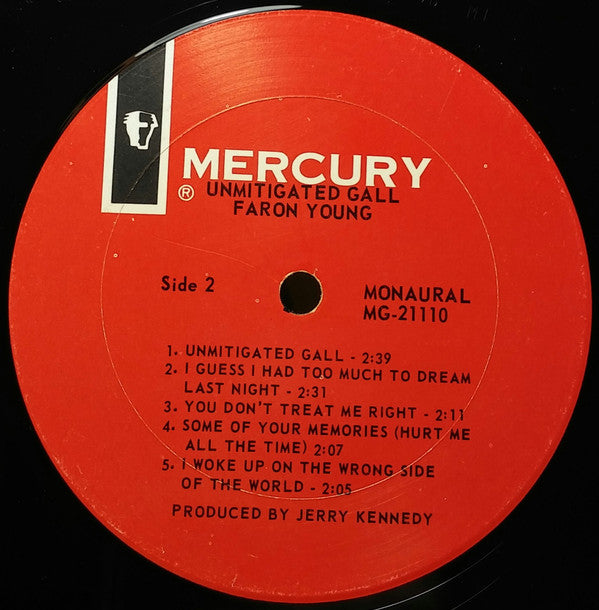 MERCURY
® UNMITIGATED GALL
FARON YOUNG
Side 2
MONAURAL
MG-21110
1. UNMITIGATED GALL - 2:39
2. I GUESS I HAD TOO MUCH TO DREAM
LAST NIGHT - 2:31
3. YOU DON'T TREAT ME RIGHT - 2:11
4. SOME OF YOUR MEMORIES (HURT ME
ALL THE TIME) 2:07
5. I WOKE UP ON THE WRONG SIDE
OF THE WORLD - 2:05
PRODUCED BY JERRY KENNEDY